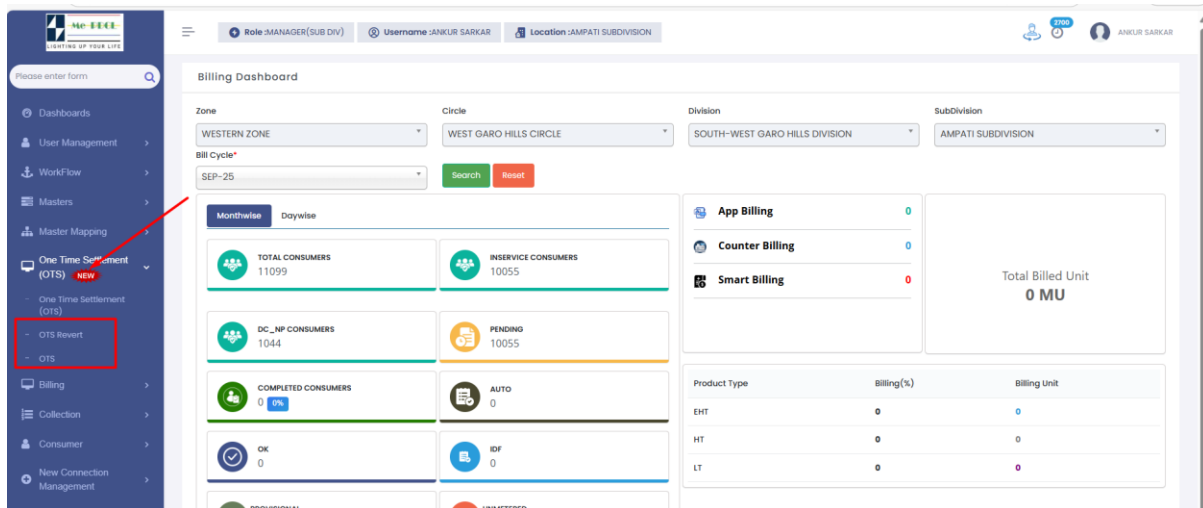 Me-PDCL
LIGHTING UP YOUR LIFE
Role :MANAGER(SUB DIV)
Username :ANKUR SARKAR
Location :AMPATI SUBDIVISION
2700
ANKUR SARKAR
Please enter form
Dashboards
User Management
WorkFlow
Masters
Master Mapping
One Time Settlement
(OTS) NEW
One Time Settlement
(OTS)
OTS Revert
OTS
Billing
Collection
Consumer
New Connection
Management
Billing Dashboard
Zone
WESTERN ZONE
Circle
WEST GARO HILLS CIRCLE
Division
SOUTH-WEST GARO HILLS DIVISION
SubDivision
AMPATI SUBDIVISION
Bill Cycle*
SEP-25
Search
Reset
Monthwise
Daywise
TOTAL CONSUMERS
11099
INSERVICE CONSUMERS
10055
DC_NP CONSUMERS
1044
PENDING
10055
COMPLETED CONSUMERS
0 0%
AUTO
0
OK
0
IDF
0
PROVISIONAL
UNMETERED
App Billing 0
Counter Billing 0
Smart Billing 0
Total Billed Unit
0 MU
Product Type Billing(%) Billing Unit
EHT 0 0
HT 0 0
LT 0 0